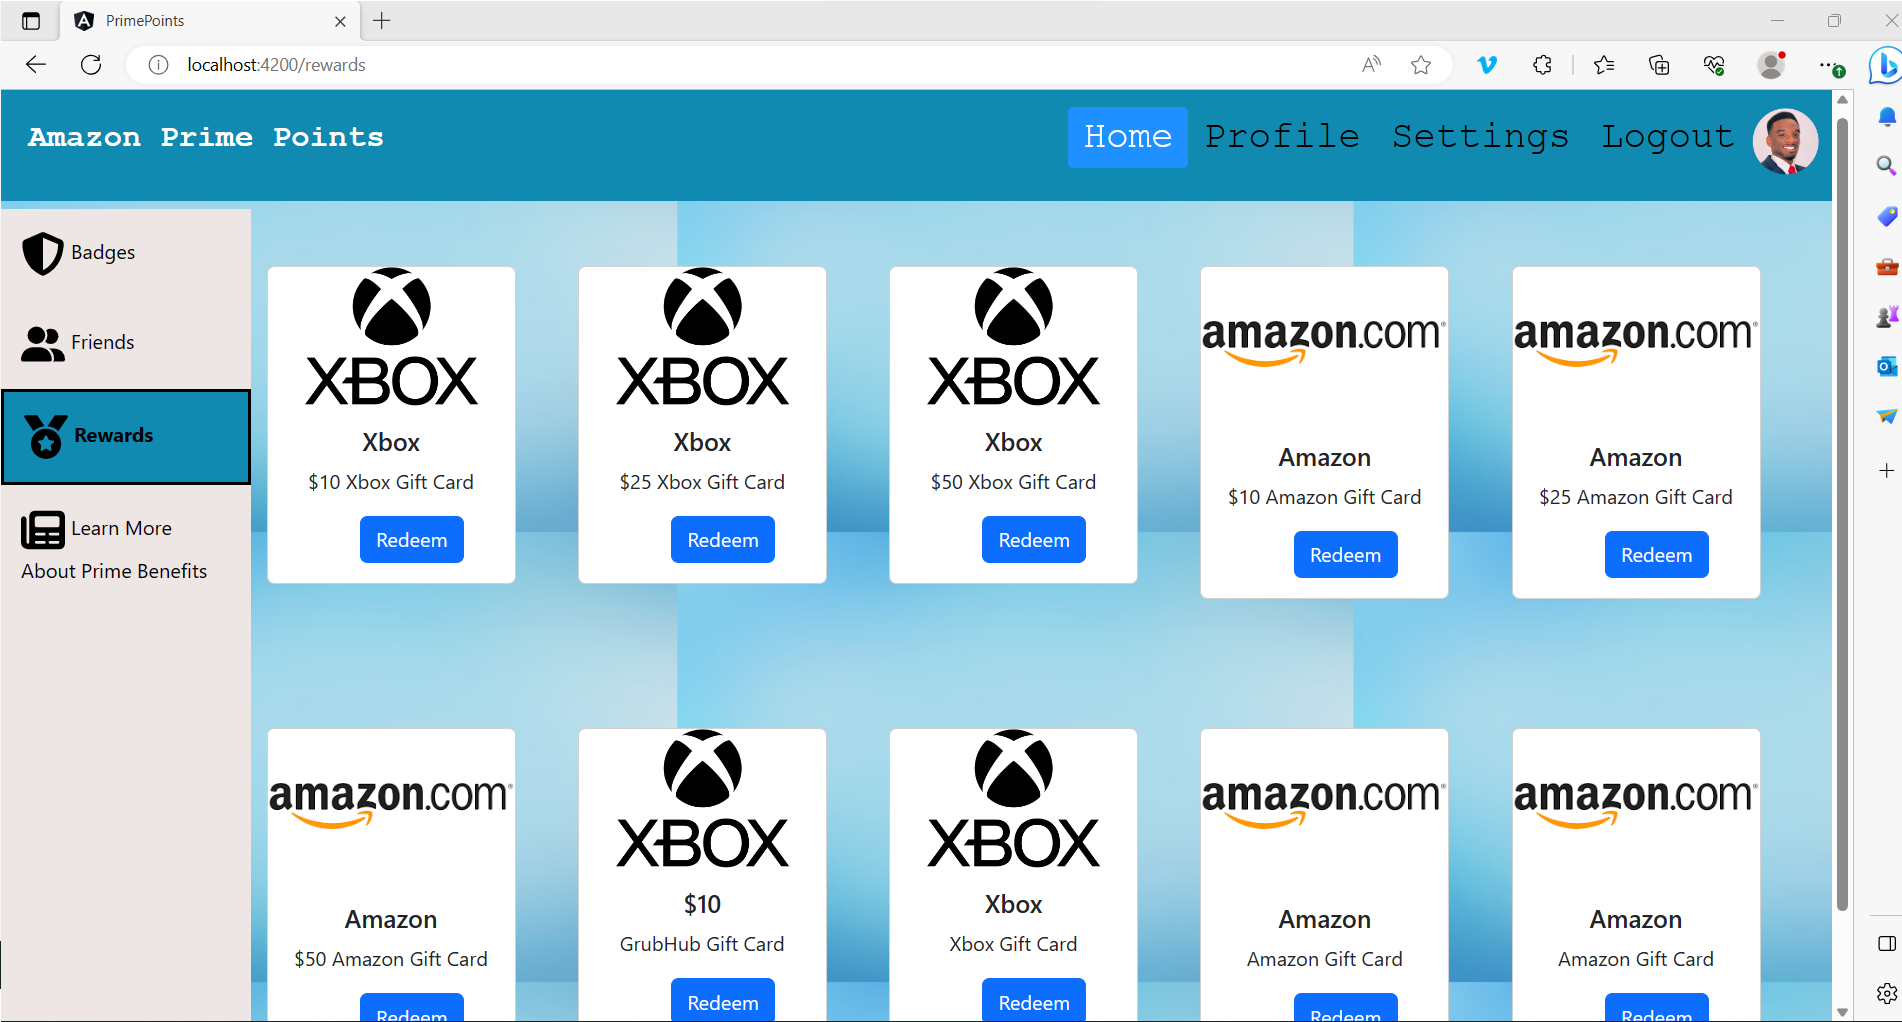 PrimePoints
localhost:4200/rewards
Amazon Prime Points
Home Profile Settings Logout
Badges
Friends
Rewards
Learn More
About Prime Benefits
XBOX
Xbox
$10 Xbox Gift Card
Redeem
XBOX
Xbox
$25 Xbox Gift Card
Redeem
XBOX
Xbox
$50 Xbox Gift Card
Redeem
amazon.com
Amazon
$10 Amazon Gift Card
Redeem
amazon.com
Amazon
$25 Amazon Gift Card
Redeem
amazon.com
Amazon
$50 Amazon Gift Card
Redeem
XBOX
$10
GrubHub Gift Card
Redeem
XBOX
Xbox
Xbox Gift Card
Redeem
amazon.com
Amazon
Amazon Gift Card
Redeem
amazon.com
Amazon
Amazon Gift Card
Redeem